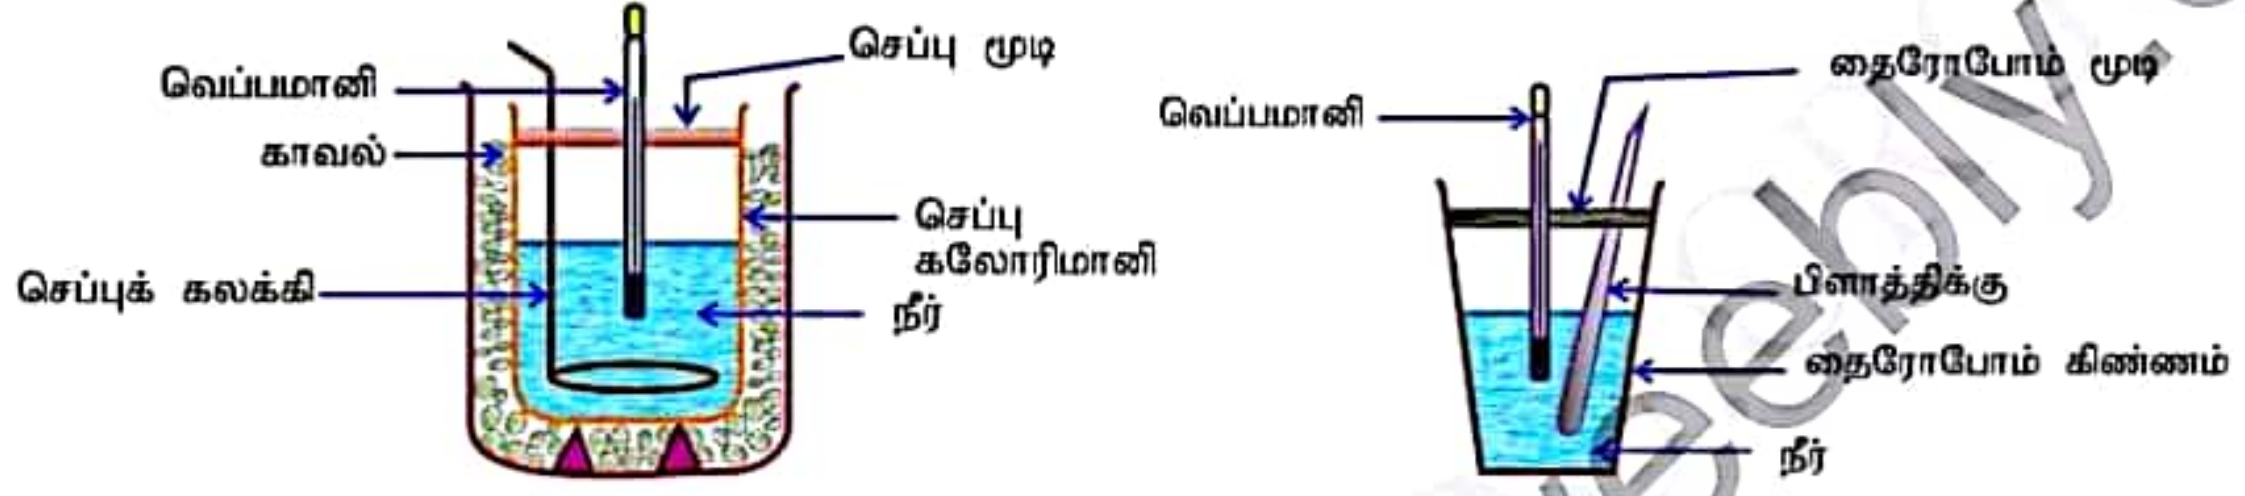 வெப்பமானி
செப்பு மூடி
காவல்
செப்பு
கலோரிமானி
செப்புக் கலக்கி
நீர்
தைரோபோம் மூடி
வெப்பமானி
பிளாத்திக்கு
தைரோபோம் கிண்ணம்
நீர்